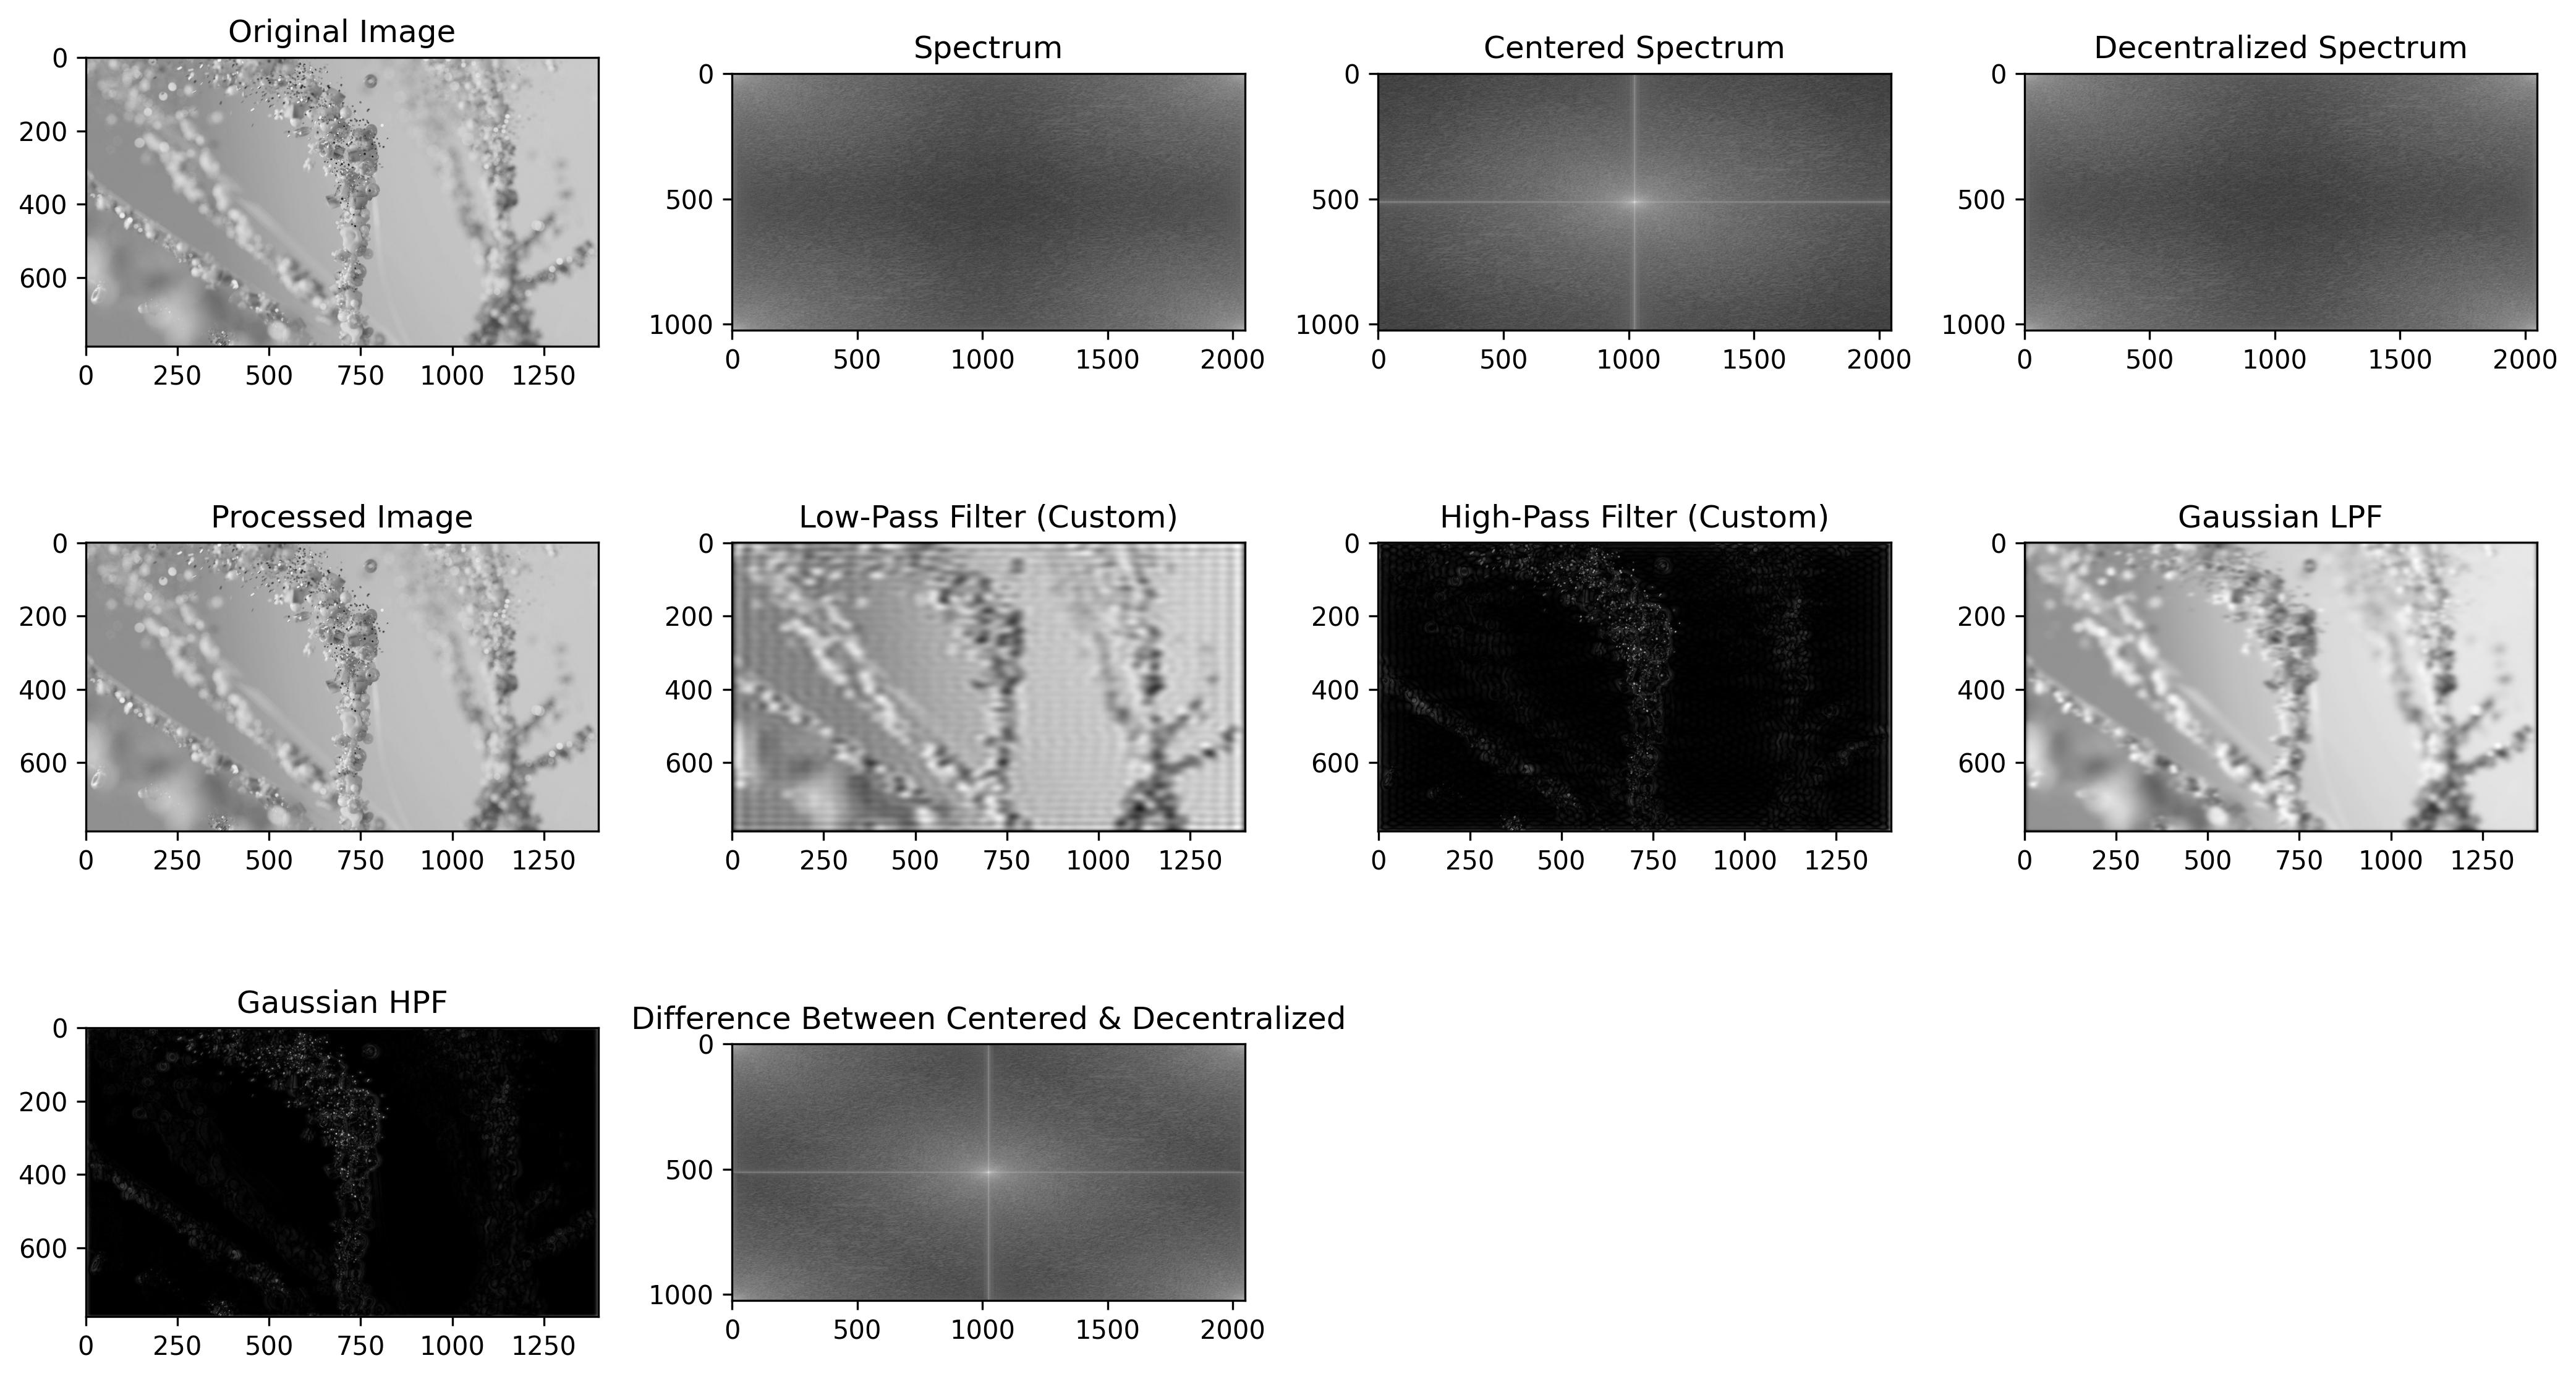 Original Image
Spectrum
Centered Spectrum
Decentralized Spectrum
0
200
400
600
0 250 500 750 1000 1250
0
500
1000
0 500 1000 1500 2000
0
500
1000
0 500 1000 1500 2000
0
500
1000
0 500 1000 1500 2000
Processed Image
Low-Pass Filter (Custom)
High-Pass Filter (Custom)
Gaussian LPF
0
200
400
600
0 250 500 750 1000 1250
0
200
400
600
0 250 500 750 1000 1250
0
200
400
600
0 250 500 750 1000 1250
0
200
400
600
0 250 500 750 1000 1250
Gaussian HPF
Difference Between Centered & Decentralized
0
200
400
600
0 250 500 750 1000 1250
0
500
1000
0 500 1000 1500 2000